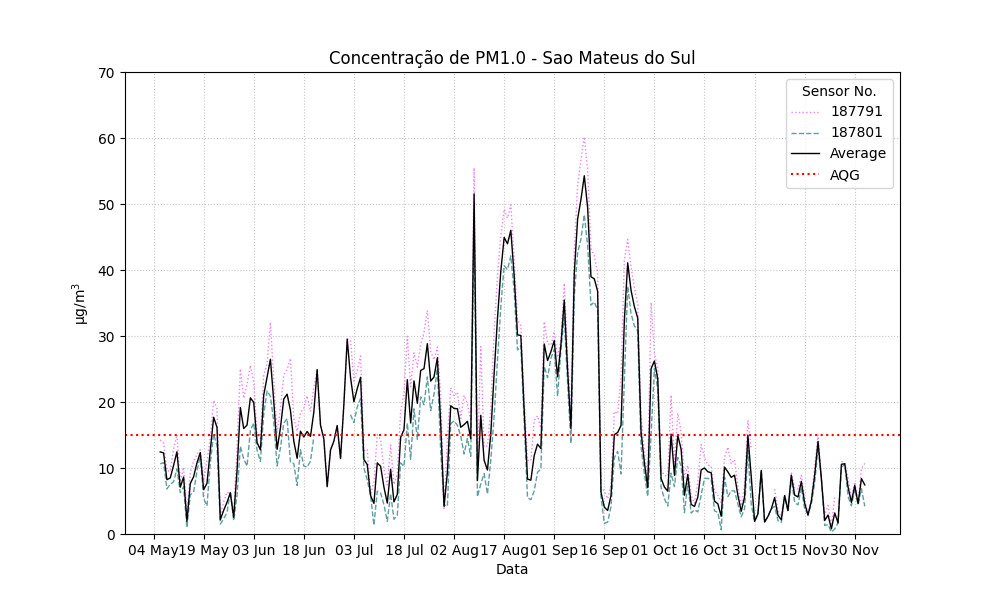 Concentração de PM1.0 - Sao Mateus do Sul
Sensor No.
187791
187801
Average
AQG
70
60
50
40
30
20
10
0
µg/m³
04 May 19 May 03 Jun 18 Jun 03 Jul 18 Jul 02 Aug 17 Aug 01 Sep 16 Sep 01 Oct 16 Oct 31 Oct 15 Nov 30 Nov
Data